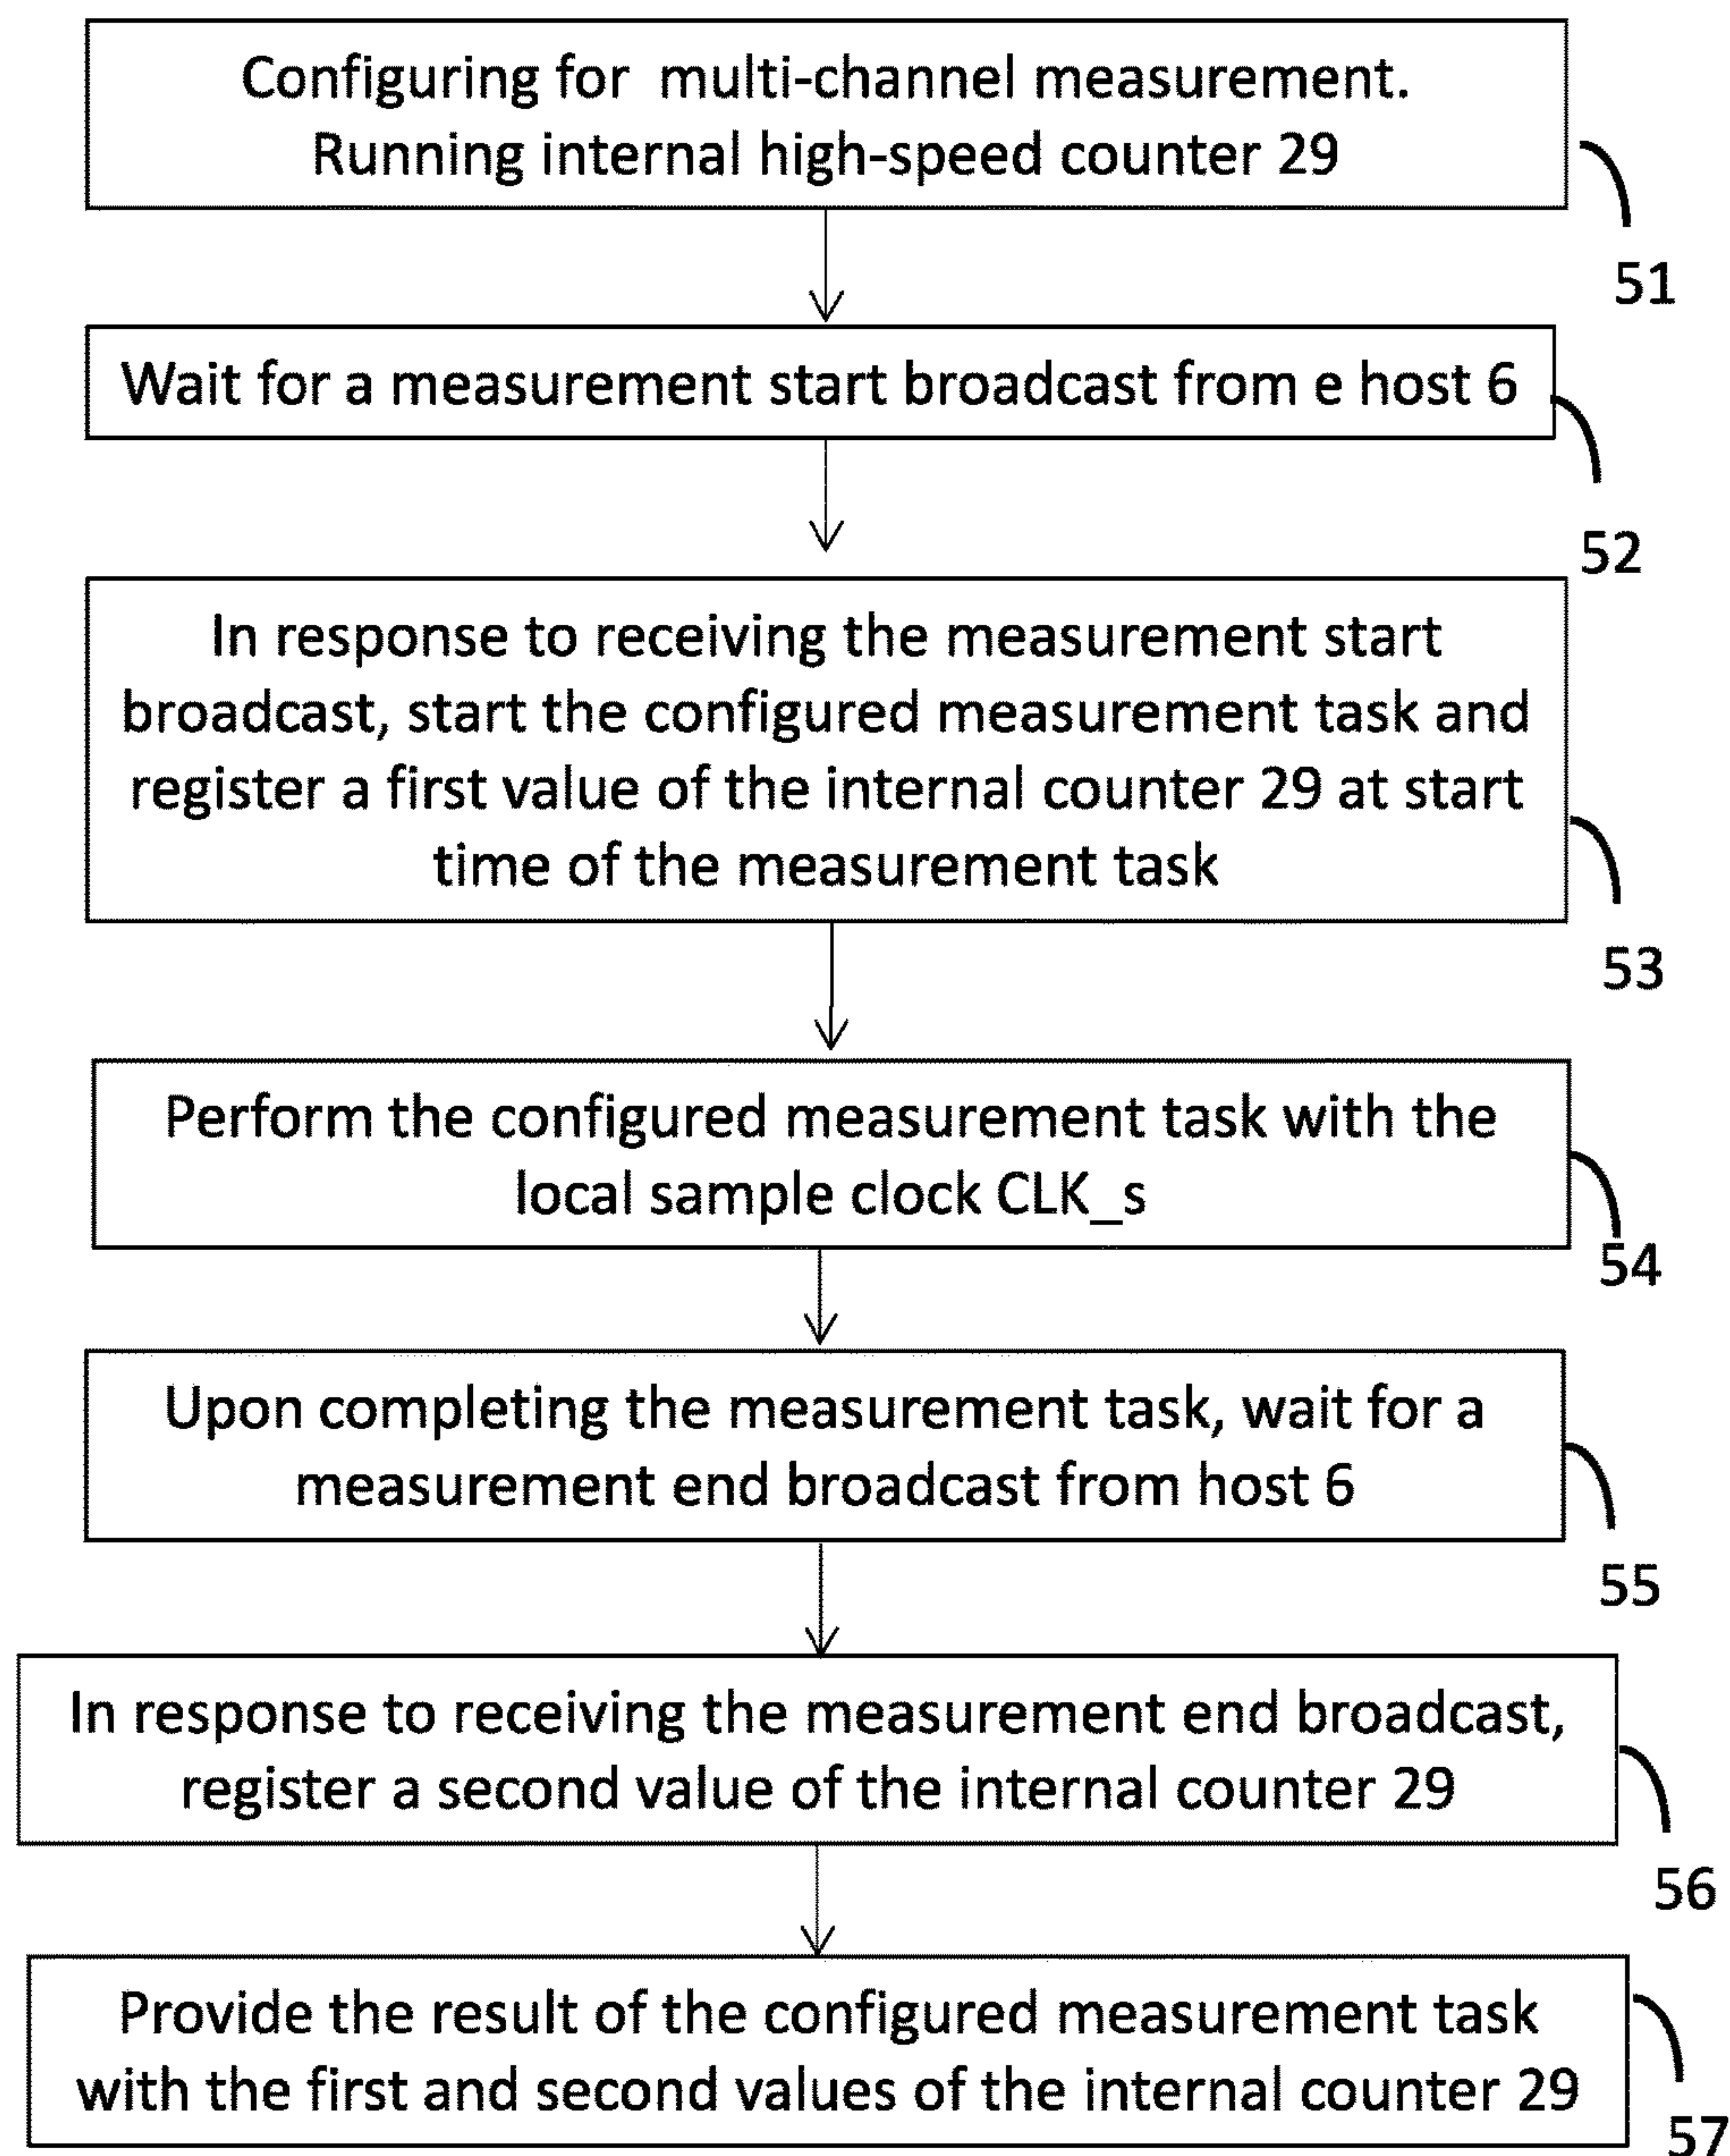 Configuring for multi-channel measurement.
Running internal high-speed counter 29
51
Wait for a measurement start broadcast from e host 6
52
In response to receiving the measurement start
broadcast, start the configured measurement task and
register a first value of the internal counter 29 at start
time of the measurement task
53
Perform the configured measurement task with the
local sample clock CLK_s
54
Upon completing the measurement task, wait for a
measurement end broadcast from host 6
55
In response to receiving the measurement end broadcast,
register a second value of the internal counter 29
56
Provide the result of the configured measurement task
with the first and second values of the internal counter 29
57